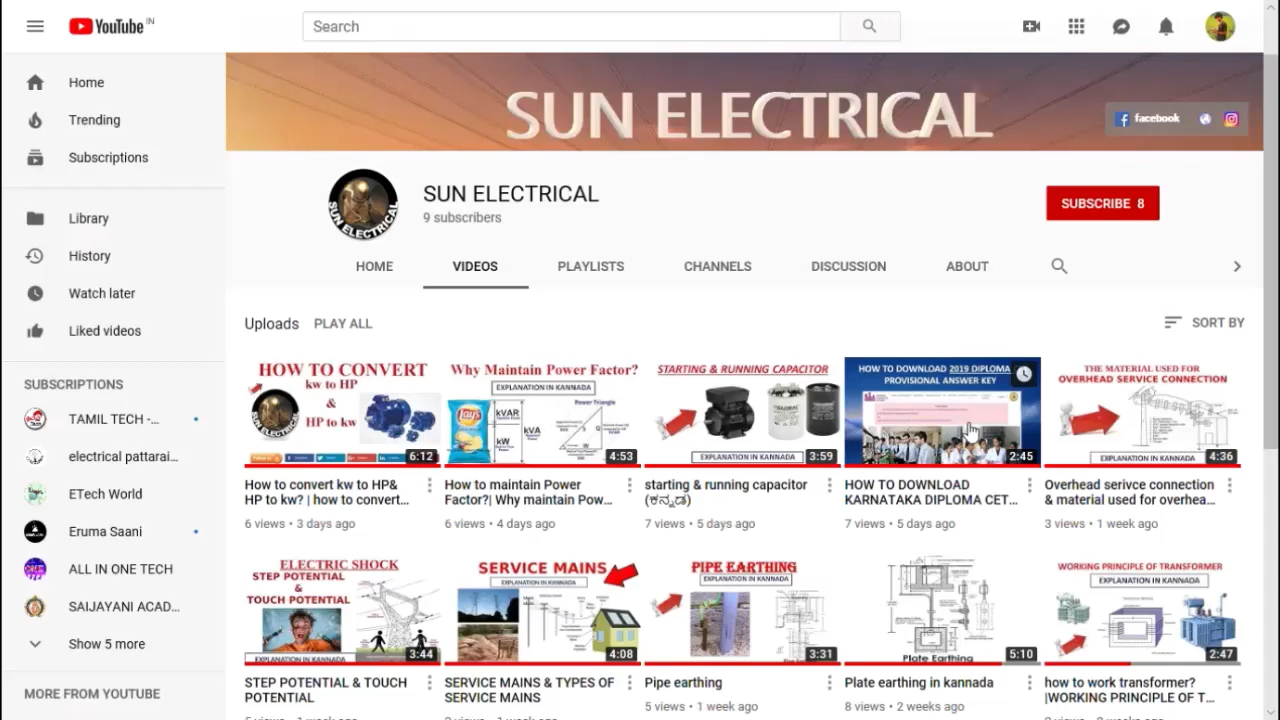 YouTube IN
Search
Home
Trending
Subscriptions
Library
History
Watch later
Liked videos
SUBSCRIPTIONS
TAMIL TECH -...
electrical pattarai...
ETech World
Eruma Saani
ALL IN ONE TECH
SAIJAYANI ACAD...
Show 5 more
MORE FROM YOUTUBE
SUN ELECTRICAL
facebook
SUN ELECTRICAL
SUN ELECTRICAL
9 subscribers
SUBSCRIBE 8
HOME VIDEOS PLAYLISTS CHANNELS DISCUSSION ABOUT
Uploads PLAY ALL
SORT BY
HOW TO CONVERT
kw to HP
&
HP to kw
6:12
How to convert kw to HP&
HP to kw? | how to convert...
6 views • 3 days ago
Why Maintain Power Factor?
EXPLANATION IN KANNADA
Power Triangle
Lay's
kVAR
kW
kVA
4:53
How to maintain Power
Factor?| Why maintain Pow...
6 views • 4 days ago
STARTING & RUNNING CAPACITOR
EXPLANATION IN KANNADA
3:59
starting & running capacitor
(ಕನ್ನಡ)
7 views • 5 days ago
HOW TO DOWNLOAD 2019 DIPLOMA
PROVISIONAL ANSWER KEY
2:45
HOW TO DOWNLOAD
KARNATAKA DIPLOMA CET...
7 views • 5 days ago
THE MATERIAL USED FOR
OVERHEAD SERVICE CONNECTION
EXPLANATION IN KANNADA
4:36
Overhead serivce connection
& material used for overhea...
3 views • 1 week ago
ELECTRIC SHOCK
STEP POTENTIAL
&
TOUCH POTENTIAL
EXPLANATION IN KANNADA
3:44
STEP POTENTIAL & TOUCH
POTENTIAL
5 views • 1 week ago
SERVICE MAINS
EXPLANATION IN KANNADA
4:08
SERVICE MAINS & TYPES OF
SERVICE MAINS
PIPE EARTHING
EXPLANATION IN KANNADA
3:31
Pipe earthing
5 views • 1 week ago
Plate Earthing
5:10
Plate earthing in kannada
8 views • 2 weeks ago
WORKING PRINCIPLE OF TRANSFORMER
EXPLANATION IN KANNADA
2:47
how to work transformer?
|WORKING PRINCIPLE OF T...